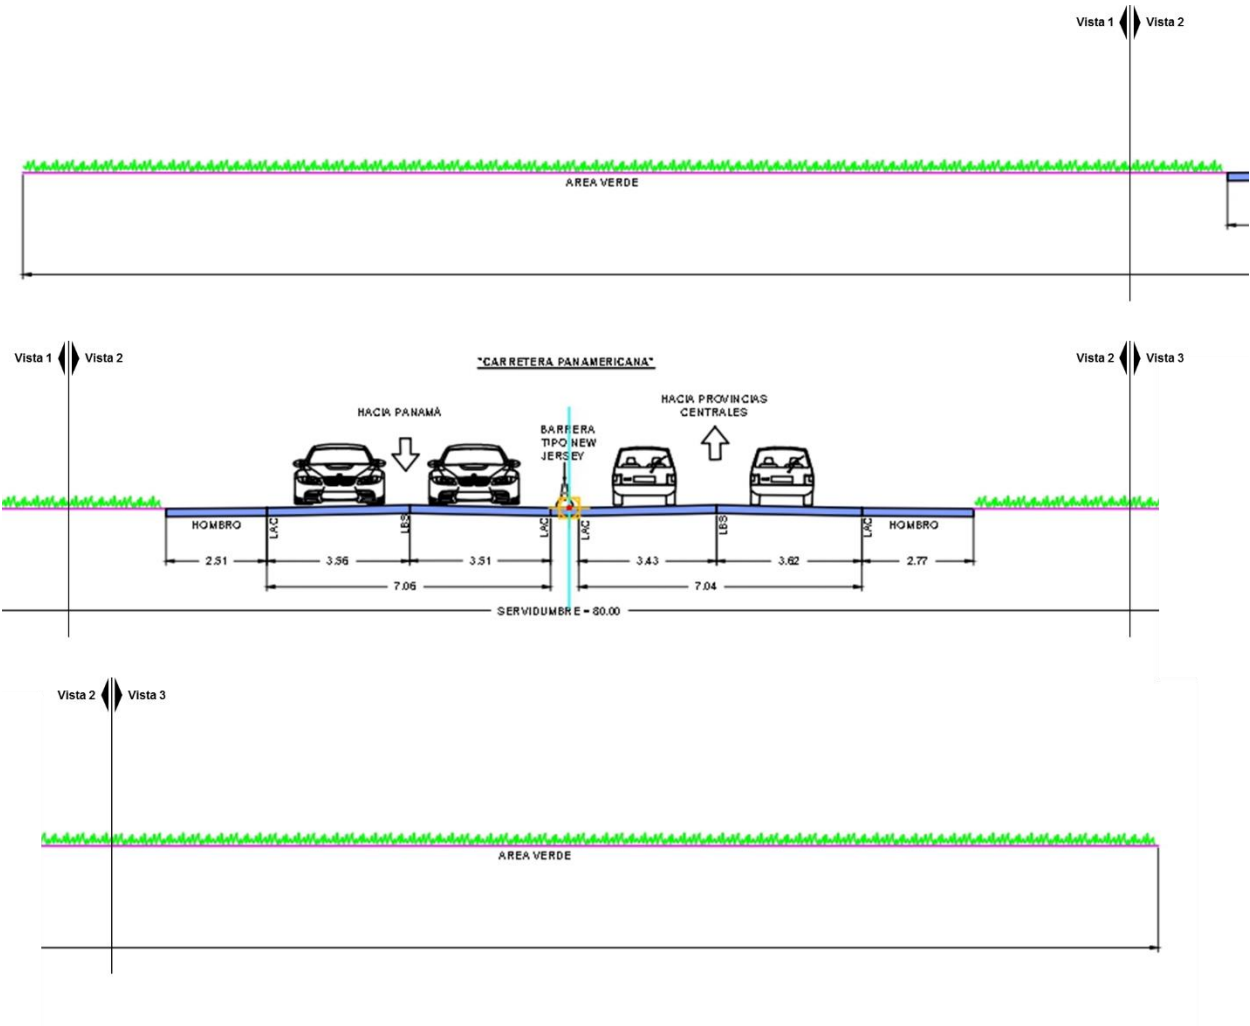 Vista 1 Vista 2
AREA VERDE
Vista 1 Vista 2
Vista 2 Vista 3
"CARRETERA PANAMERICANA"
HACIA PANAMÁ
BARRERA
TIPO NEW
JERSEY
HACIA PROVINCIAS
CENTRALES
HOMBRO
LAC
LBS
LAC
LAC
LBS
LAC
HOMBRO
2.51
3.56
3.51
3.43
3.62
2.77
7.06
7.04
SERVIDUMBRE = 80.00
Vista 2 Vista 3
AREA VERDE